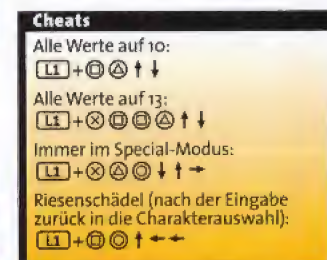 Cheats
Alle Werte auf 10:
L1+□△↑↓
Alle Werte auf 13:
L1+⊗□□△↑↓
Immer im Special-Modus:
L1+⊗△○↓↑→
Riesenschädel (nach der Eingabe
zurück in die Charakterauswahl):
L1+□○↑←←